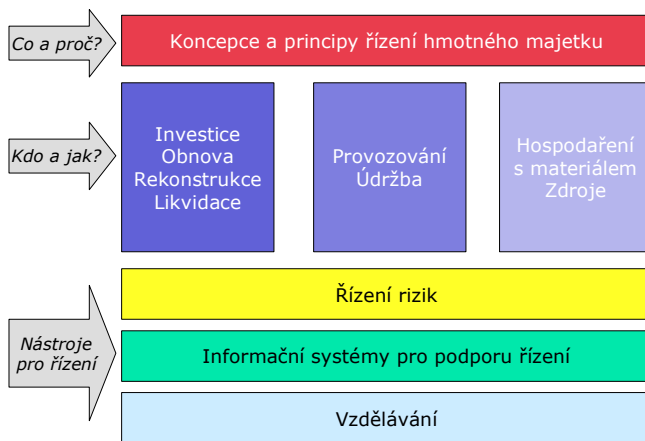 Co a proč?
Koncepce a principy řízení hmotného majetku
Kdo a jak?
Investice
Obnova
Rekonstrukce
Likvidace
Provozování
Údržba
Hospodaření
s materiálem
Zdroje
Nástroje
pro řízení
Řízení rizik
Informační systémy pro podporu řízení
Vzdělávání